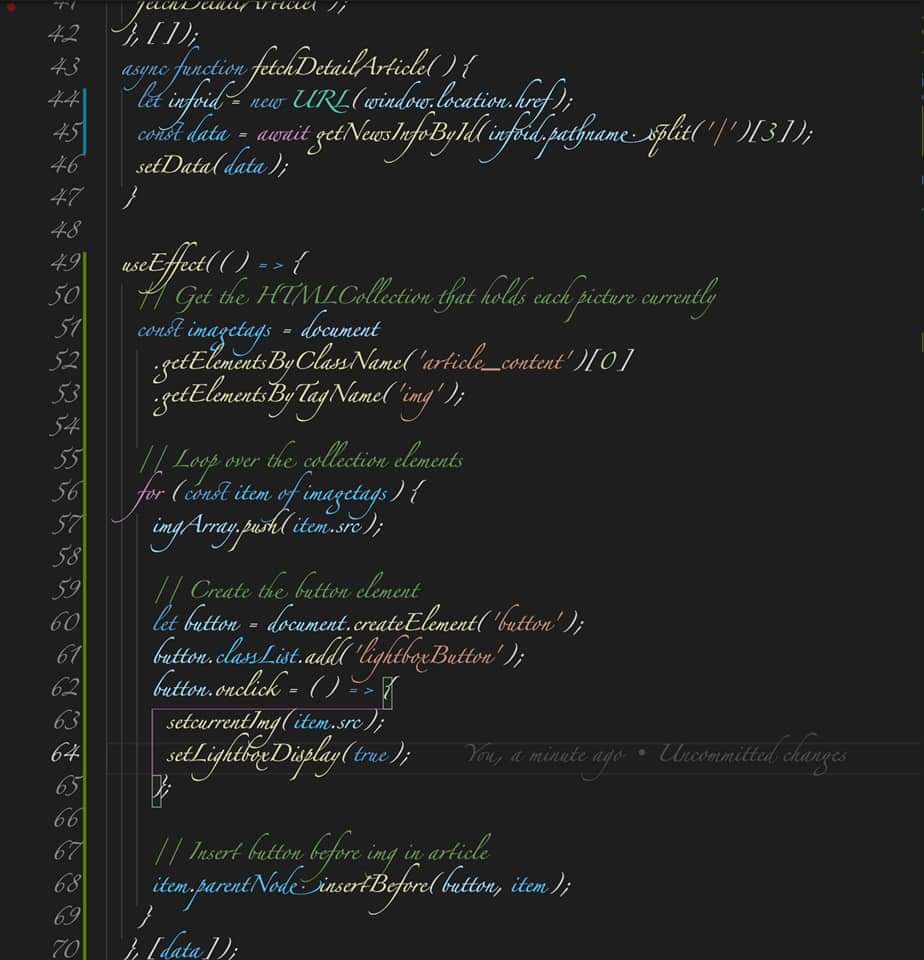 41 fetchDetailArticle();
42 }, []);
43 async function fetchDetailArticle() {
44 let infoid = new URL(window.location.href);
45 const data = await getNewsInfoById(infoid.pathname.split('/')[3]);
46 setData(data);
47 }
48
49 useEffect(() => {
50 // Get the HTMLCollection that holds each picture currently
51 const imagetags = document
52 .getElementsByClassName('article_content')[0]
53 .getElementsByTagName('img');
54
55 // Loop over the collection elements
56 for (const item of imagetags) {
57 imgArray.push(item.src);
58
59 // Create the button element
60 let button = document.createElement('button');
61 button.classList.add('lightboxButton');
62 button.onclick = () => {
63 setcurrentImg(item.src);
64 setLightboxDisplay(true); You, a minute ago • Uncommitted changes
65 };
66
67 // Insert button before img in article
68 item.parentNode.insertBefore(button, item);
69 }
70 }, [data]);